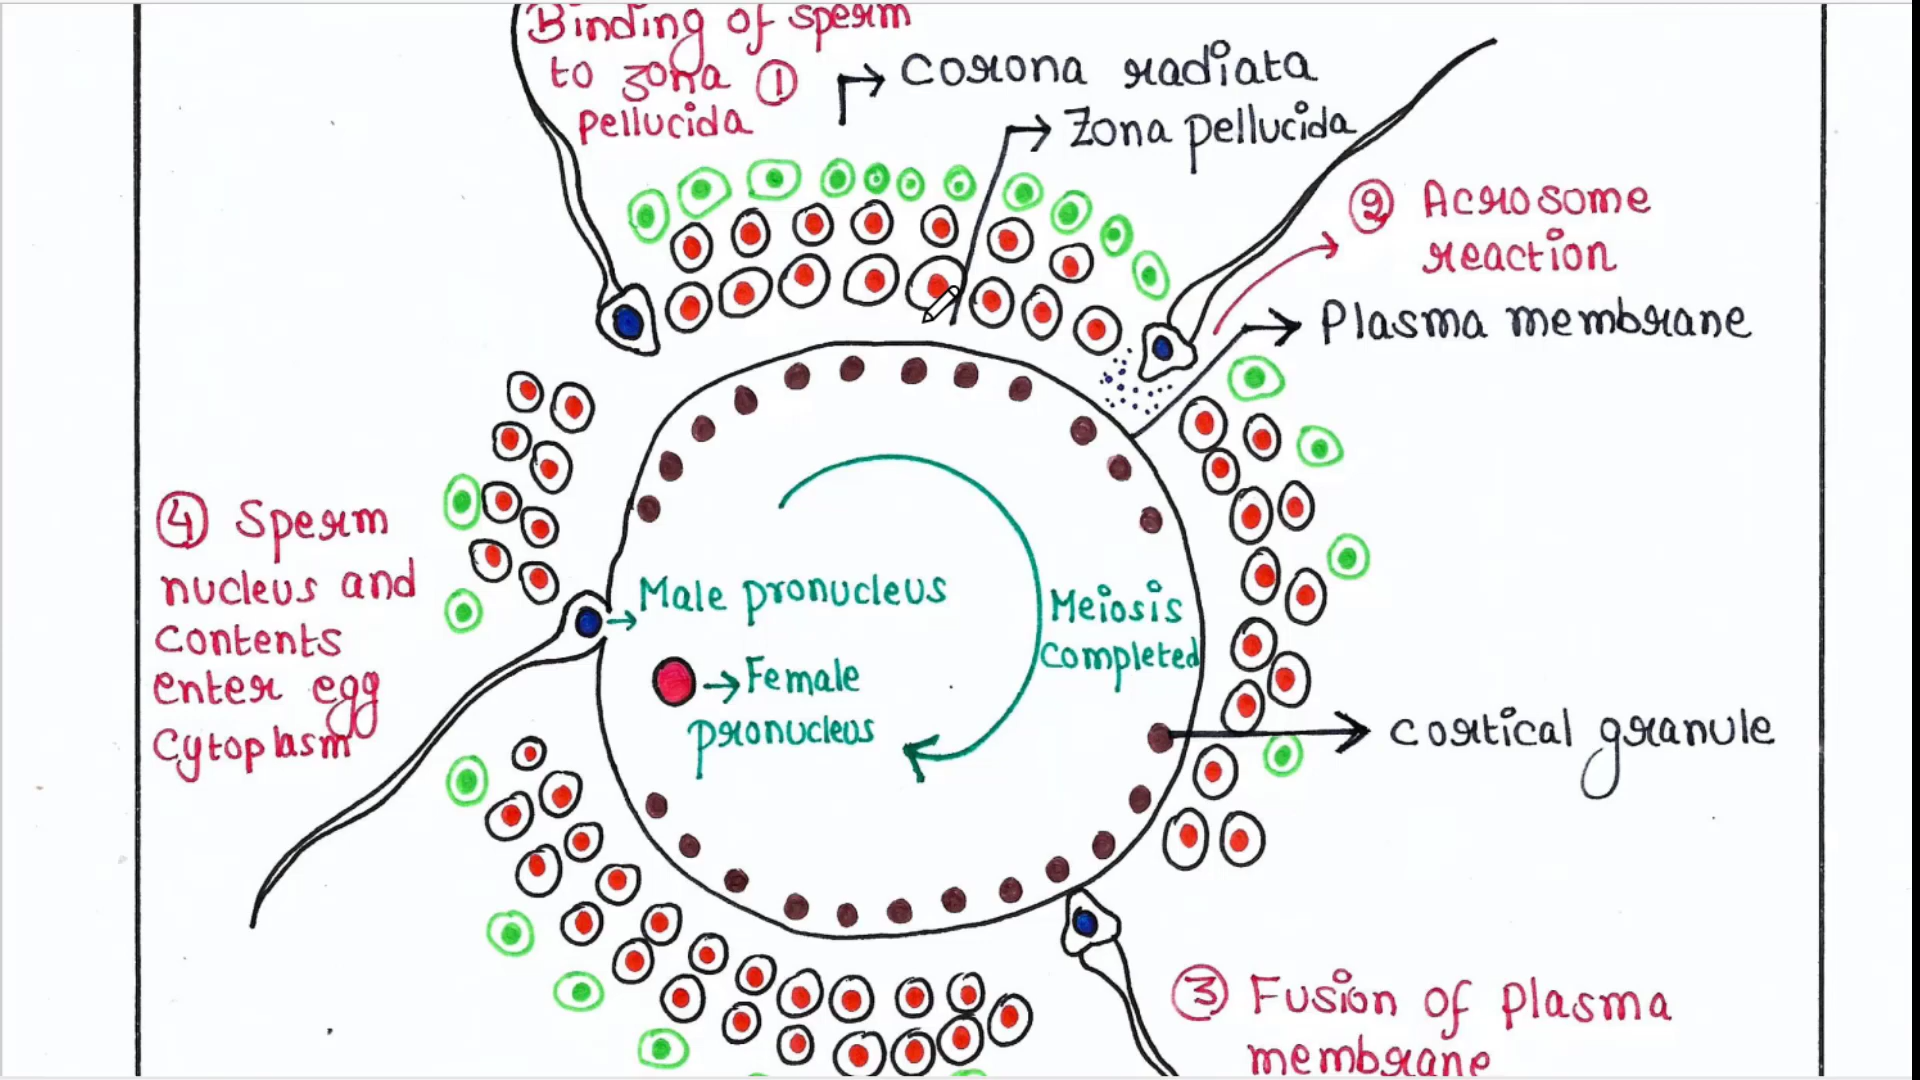 Binding of sperm
to zona ①
pellucida
Corona radiata
Zona pellucida
② Acrosome
reaction
Plasma membrane
④ Sperm
nucleus and
contents
enter egg
cytoplasm
Male pronucleus
Female
pronucleus
Meiosis
completed
cortical granule
③ Fusion of plasma
membrane